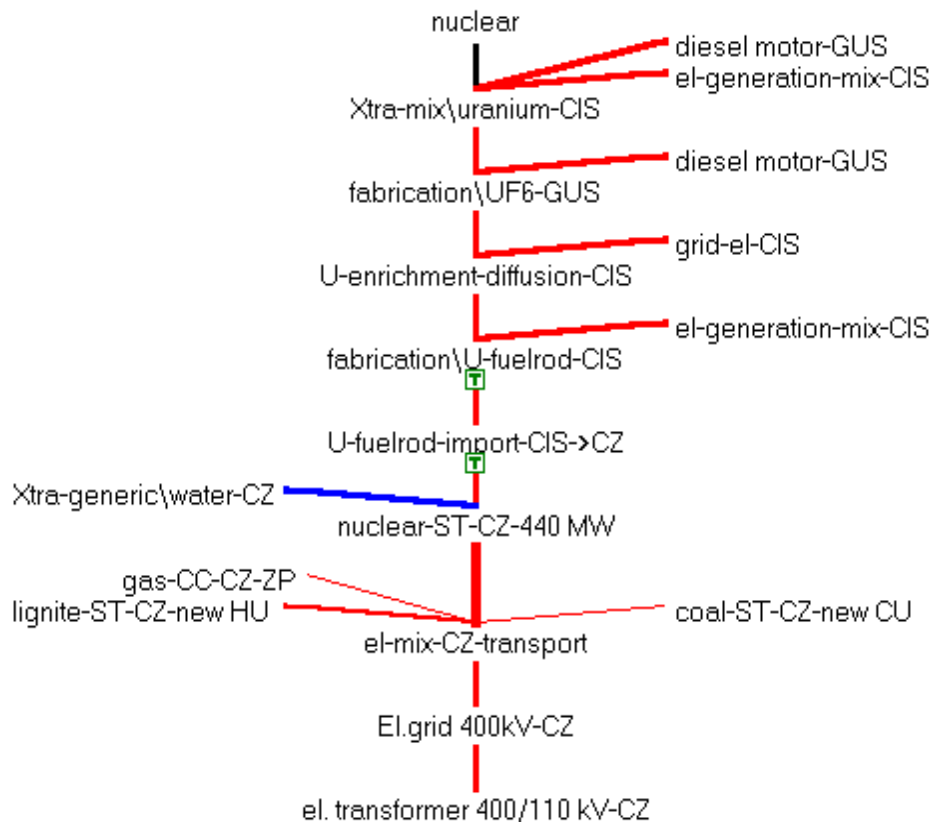 nuclear
diesel motor-GUS
el-generation-mix-CIS
Xtra-mix\uranium-CIS
diesel motor-GUS
fabrication\UF6-GUS
grid-el-CIS
U-enrichment-diffusion-CIS
el-generation-mix-CIS
fabrication\U-fuelrod-CIS
T
U-fuelrod-import-CIS->CZ
T
Xtra-generic\water-CZ
nuclear-ST-CZ-440 MW
gas-CC-CZ-ZP
lignite-ST-CZ-new HU
coal-ST-CZ-new CU
el-mix-CZ-transport
El.grid 400kV-CZ
el. transformer 400/110 kV-CZ